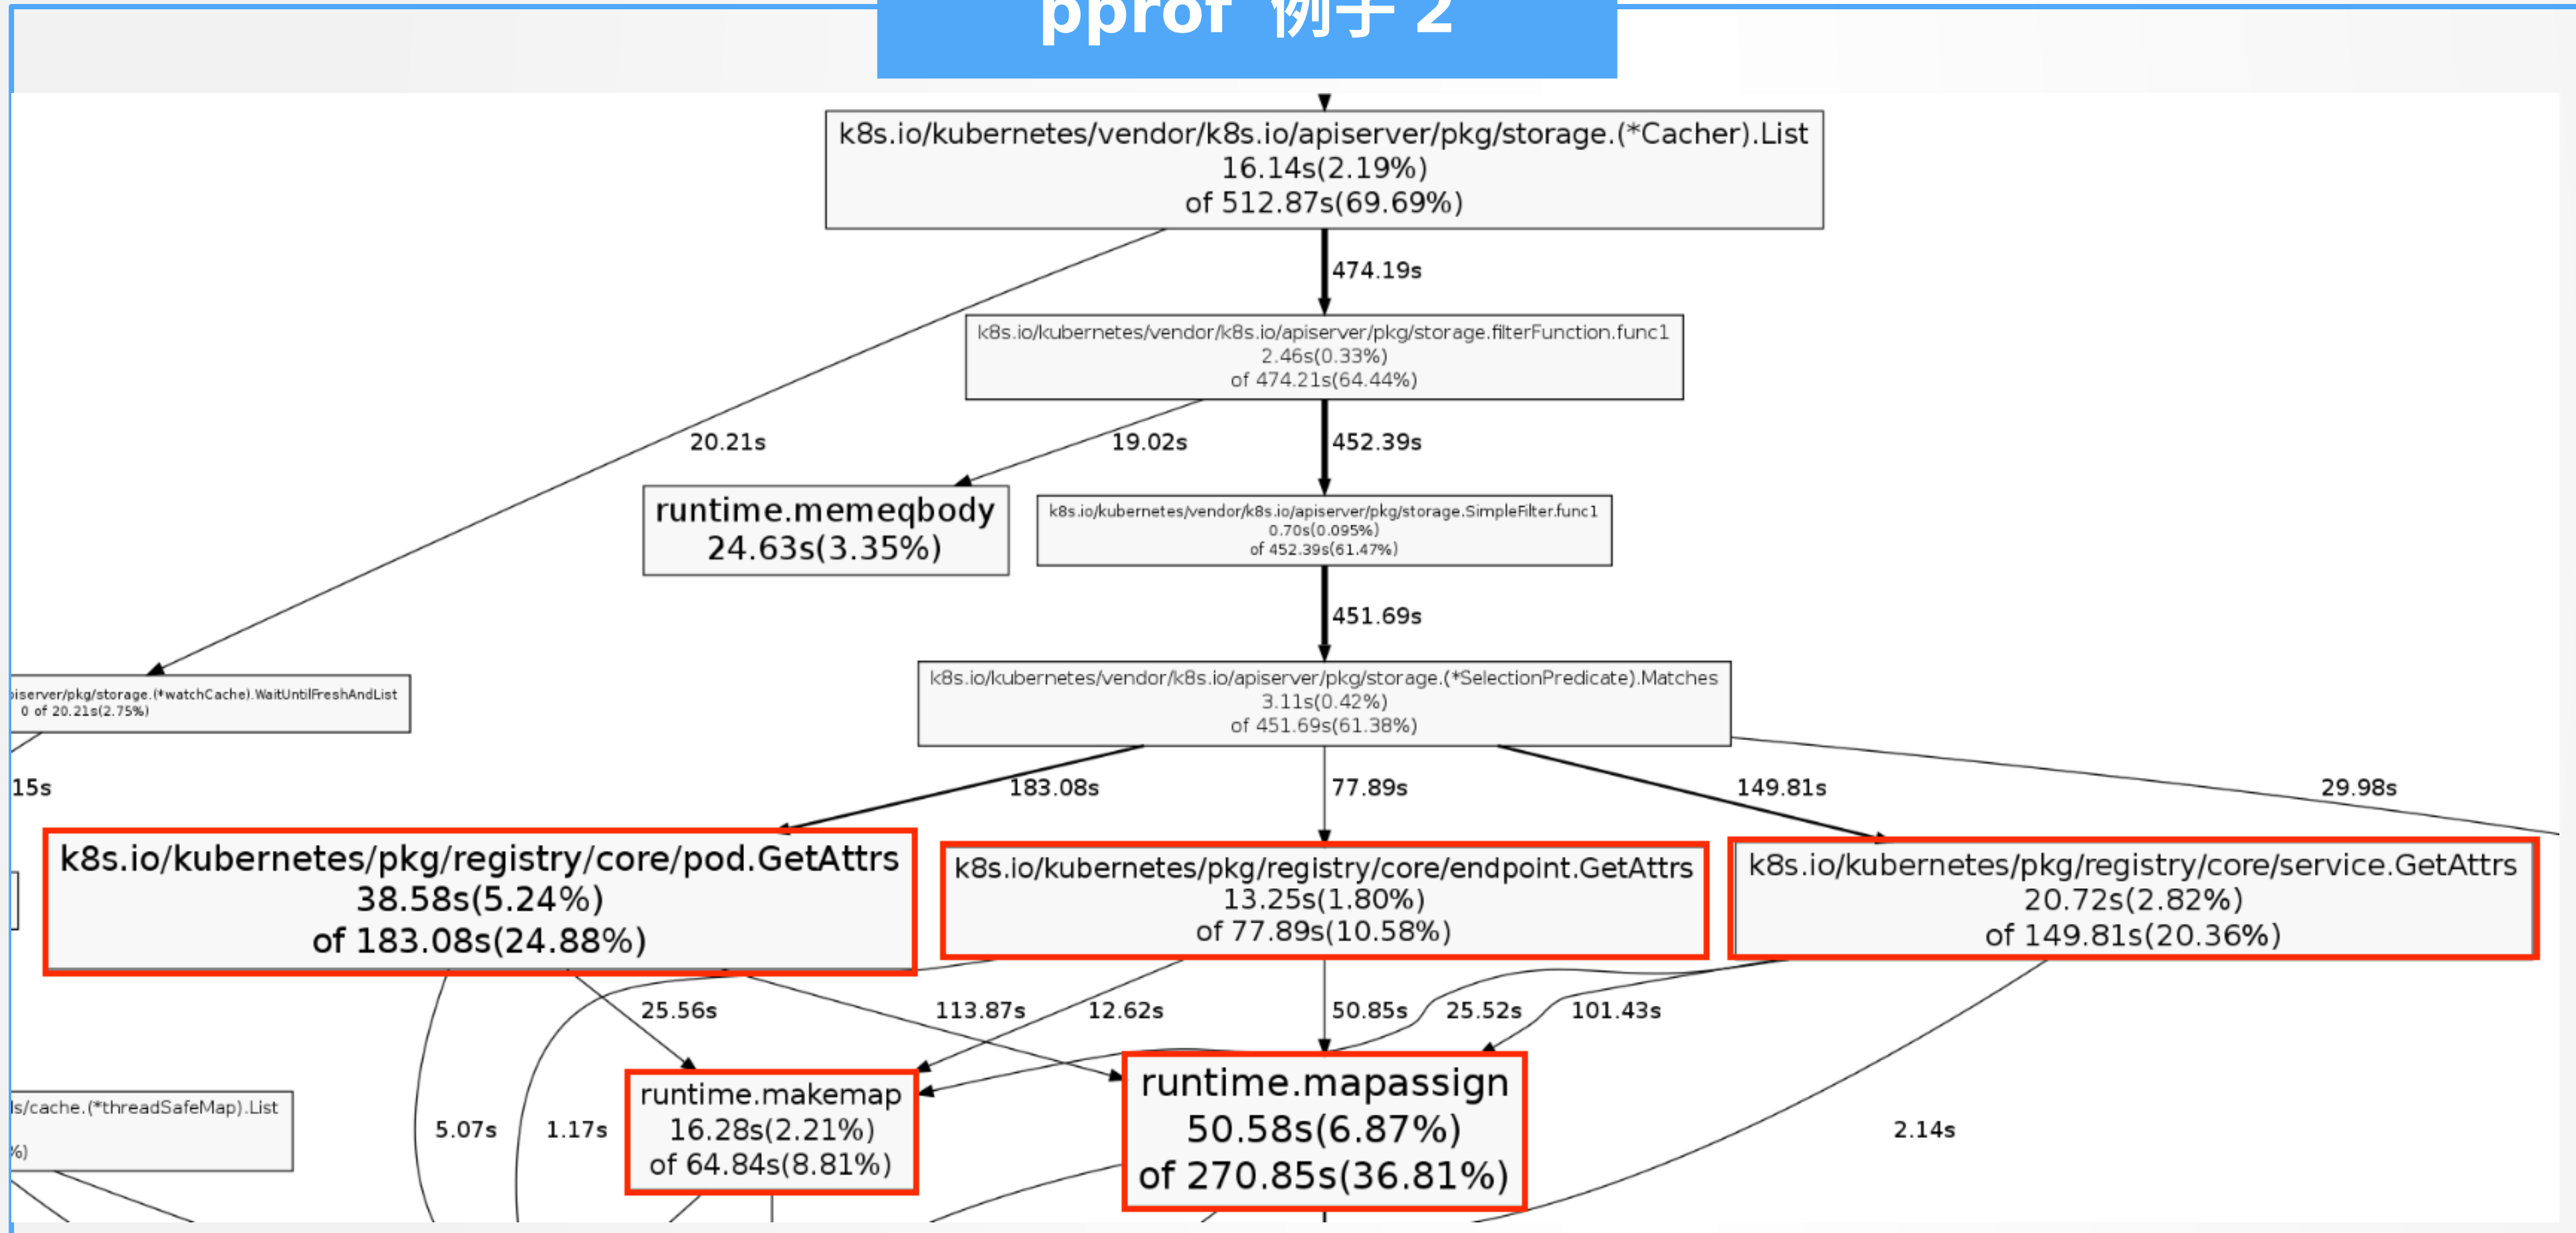 pprof 例子 2
k8s.io/kubernetes/vendor/k8s.io/apiserver/pkg/storage.(*Cacher).List
16.14s(2.19%)
of 512.87s(69.69%)
474.19s
k8s.io/kubernetes/vendor/k8s.io/apiserver/pkg/storage.filterFunction.func1
2.46s(0.33%)
of 474.21s(64.44%)
20.21s
19.02s
452.39s
runtime.memeqbody
24.63s(3.35%)
k8s.io/kubernetes/vendor/k8s.io/apiserver/pkg/storage.SimpleFilter.func1
0.70s(0.095%)
of 452.39s(61.47%)
451.69s
piserver/pkg/storage.(*watchCache).WaitUntilFreshAndList
0 of 20.21s(2.75%)
k8s.io/kubernetes/vendor/k8s.io/apiserver/pkg/storage.(*SelectionPredicate).Matches
3.11s(0.42%)
of 451.69s(61.38%)
15s
183.08s
77.89s
149.81s
29.98s
k8s.io/kubernetes/pkg/registry/core/pod.GetAttrs
38.58s(5.24%)
of 183.08s(24.88%)
k8s.io/kubernetes/pkg/registry/core/endpoint.GetAttrs
13.25s(1.80%)
of 77.89s(10.58%)
k8s.io/kubernetes/pkg/registry/core/service.GetAttrs
20.72s(2.82%)
of 149.81s(20.36%)
25.56s
113.87s
12.62s
50.85s
25.52s
101.43s
ls/cache.(*threadSafeMap).List
%)
5.07s
1.17s
runtime.makemap
16.28s(2.21%)
of 64.84s(8.81%)
runtime.mapassign
50.58s(6.87%)
of 270.85s(36.81%)
2.14s